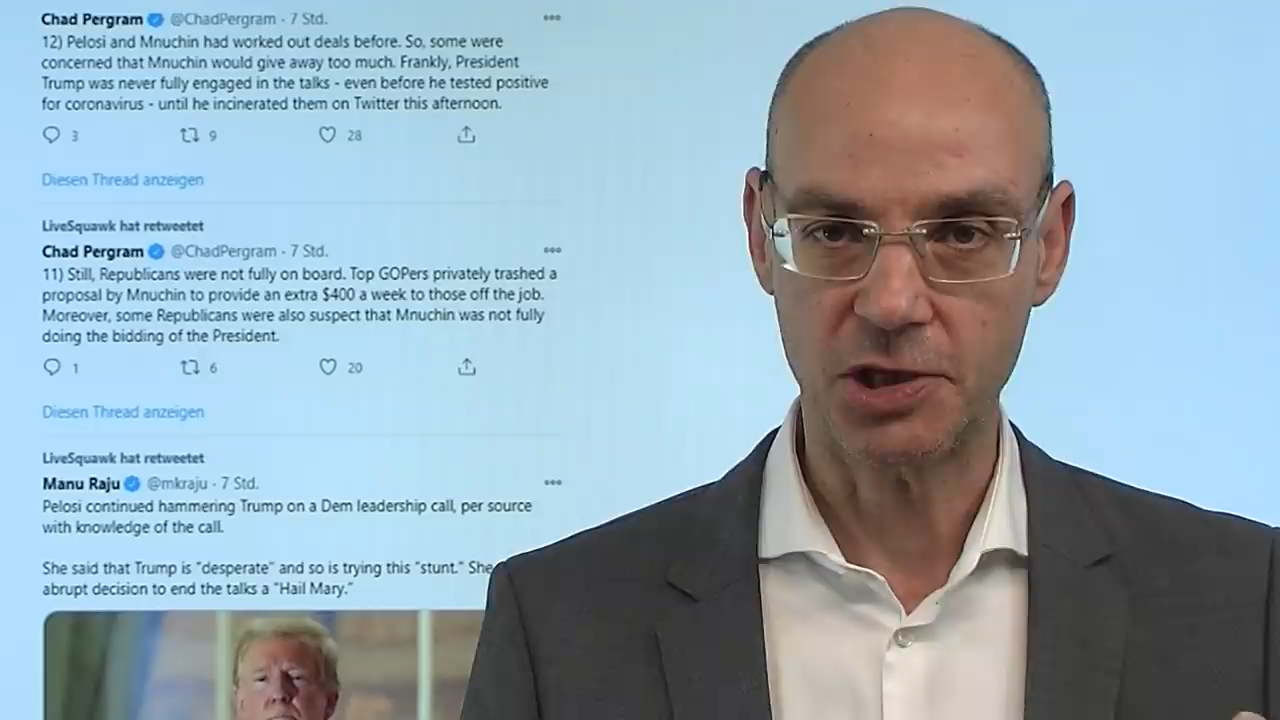 Chad Pergram @ChadPergram · 7 Std.
12) Pelosi and Mnuchin had worked out deals before. So, some were
concerned that Mnuchin would give away too much. Frankly, President
Trump was never fully engaged in the talks - even before he tested positive
for coronavirus - until he incinerated them on Twitter this afternoon.
3 9 28
Diesen Thread anzeigen
LiveSquawk hat retweetet
Chad Pergram @ChadPergram · 7 Std.
11) Still, Republicans were not fully on board. Top GOPers privately trashed a
proposal by Mnuchin to provide an extra $400 a week to those off the job.
Moreover, some Republicans were also suspect that Mnuchin was not fully
doing the bidding of the President.
1 6 20
Diesen Thread anzeigen
LiveSquawk hat retweetet
Manu Raju @mkraju · 7 Std.
Pelosi continued hammering Trump on a Dem leadership call, per source
with knowledge of the call.
She said that Trump is "desperate" and so is trying this "stunt." She
abrupt decision to end the talks a "Hail Mary."